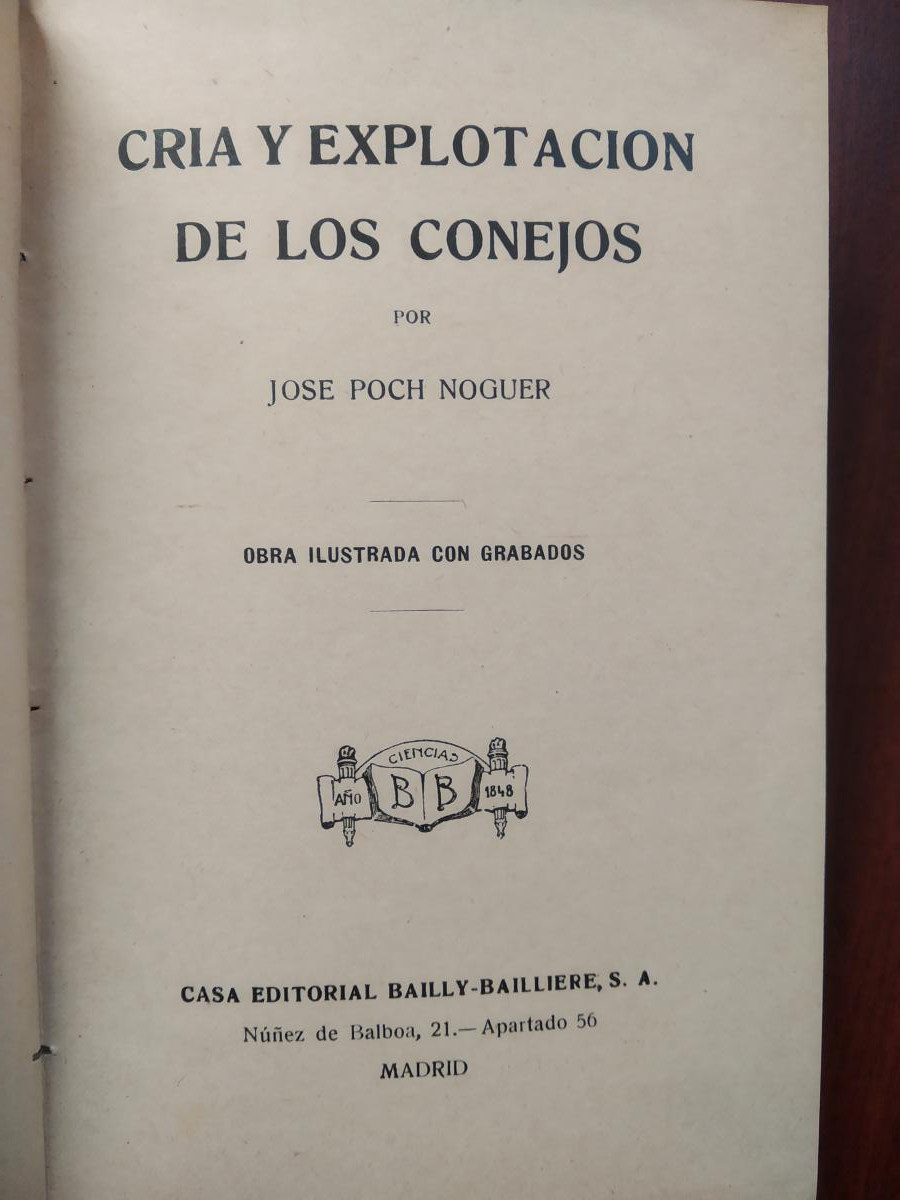 CRIA Y EXPLOTACION
DE LOS CONEJOS
POR
JOSE POCH NOGUER
OBRA ILUSTRADA CON GRABADOS
CIENCIAS
AÑO
B B
1848
CASA EDITORIAL BAILLY-BAILLIERE, S. A.
Núñez de Balboa, 21.—Apartado 56
MADRID